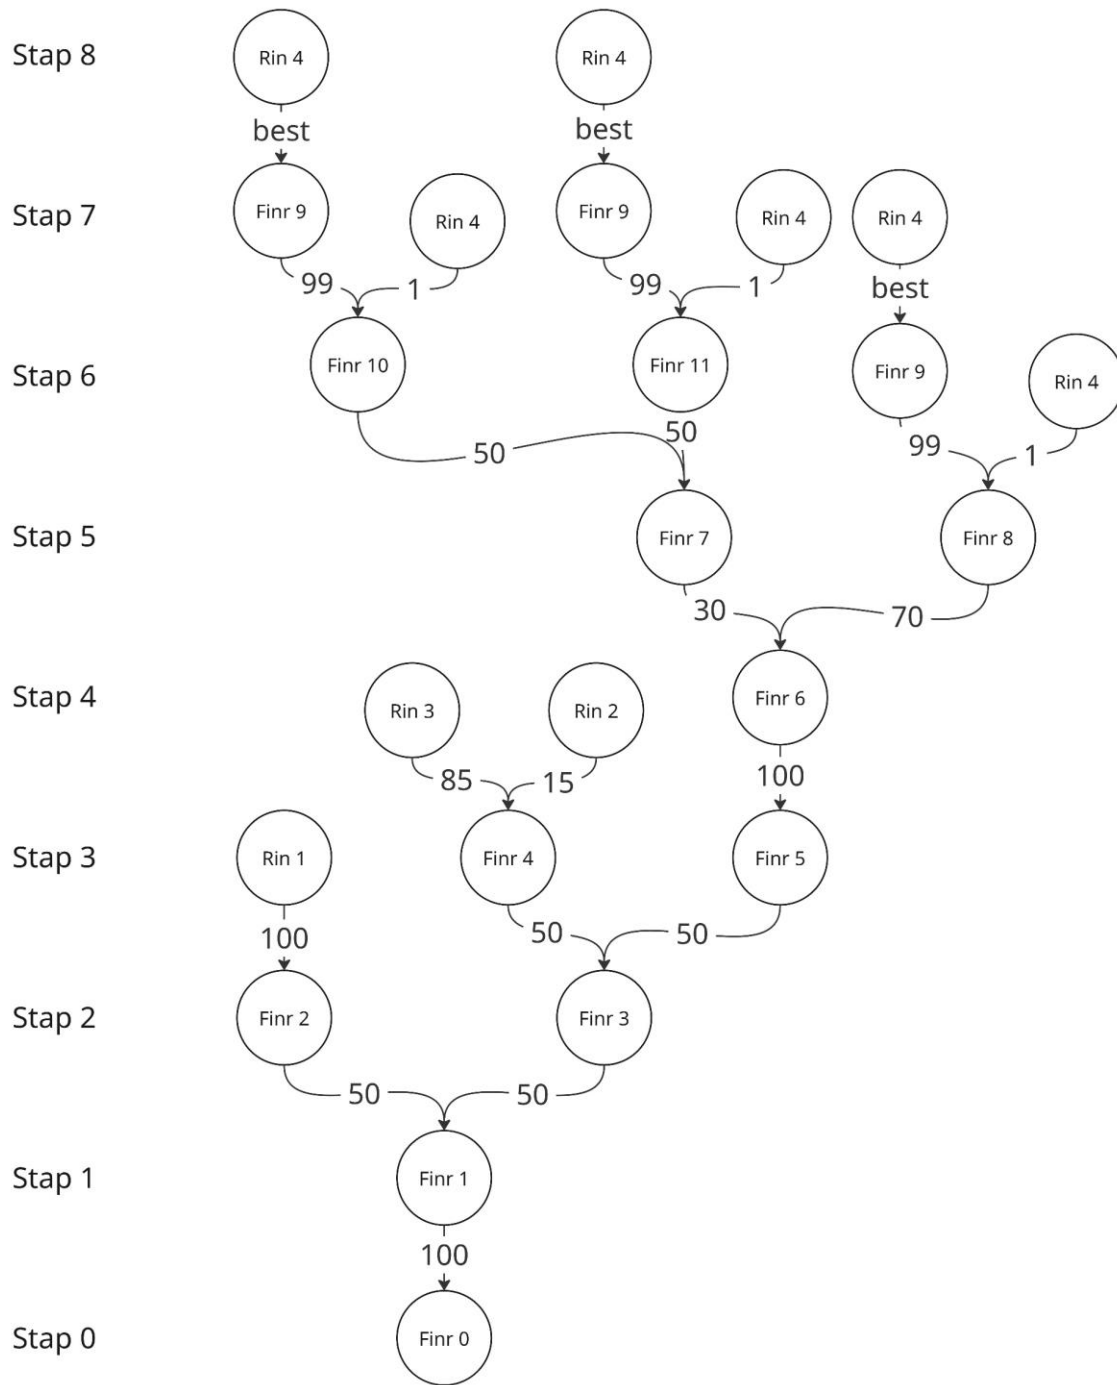 Stap 8
Rin 4
Rin 4
best
best
Stap 7
Finr 9
Rin 4
Finr 9
Rin 4
Rin 4
99
1
99
1
best
Stap 6
Finr 10
Finr 11
Finr 9
Rin 4
50
50
99
1
Stap 5
Finr 7
Finr 8
30
70
Stap 4
Rin 3
Rin 2
Finr 6
85
15
100
Stap 3
Rin 1
Finr 4
Finr 5
100
50
50
Stap 2
Finr 2
Finr 3
50
50
Stap 1
Finr 1
100
Stap 0
Finr 0